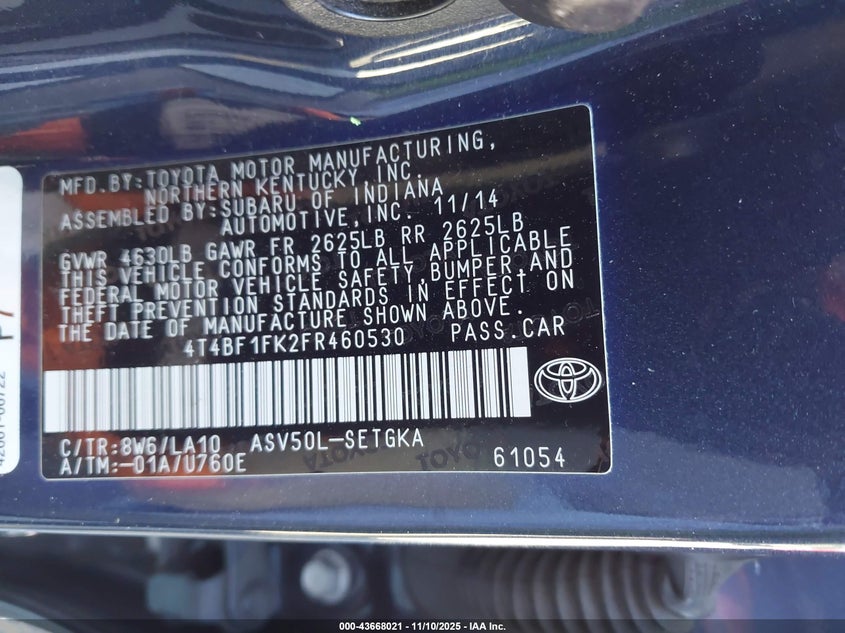 MFD.BY:TOYOTA MOTOR MANUFACTURING,
NORTHERN KENTUCKY INC.
ASSEMBLED BY:SUBARU OF INDIANA
AUTOMOTIVE,INC. 11/14
GVWR 4630LB GAWR FR 2625LB RR 2625LB
THIS VEHICLE CONFORMS TO ALL APPLICABLE
FEDERAL MOTOR VEHICLE SAFETY,BUMPER,AND
THEFT PREVENTION STANDARDS IN EFFECT ON
THE DATE OF MANUFACTURE SHOWN ABOVE.
4T4BF1FK2FR460530 PASS.CAR
C/TR:8W6/LA10 ASV50L-SETGKA
A/TM:-01A/U760E 61054
000-43668021 - 11/10/2025 - IAA Inc.